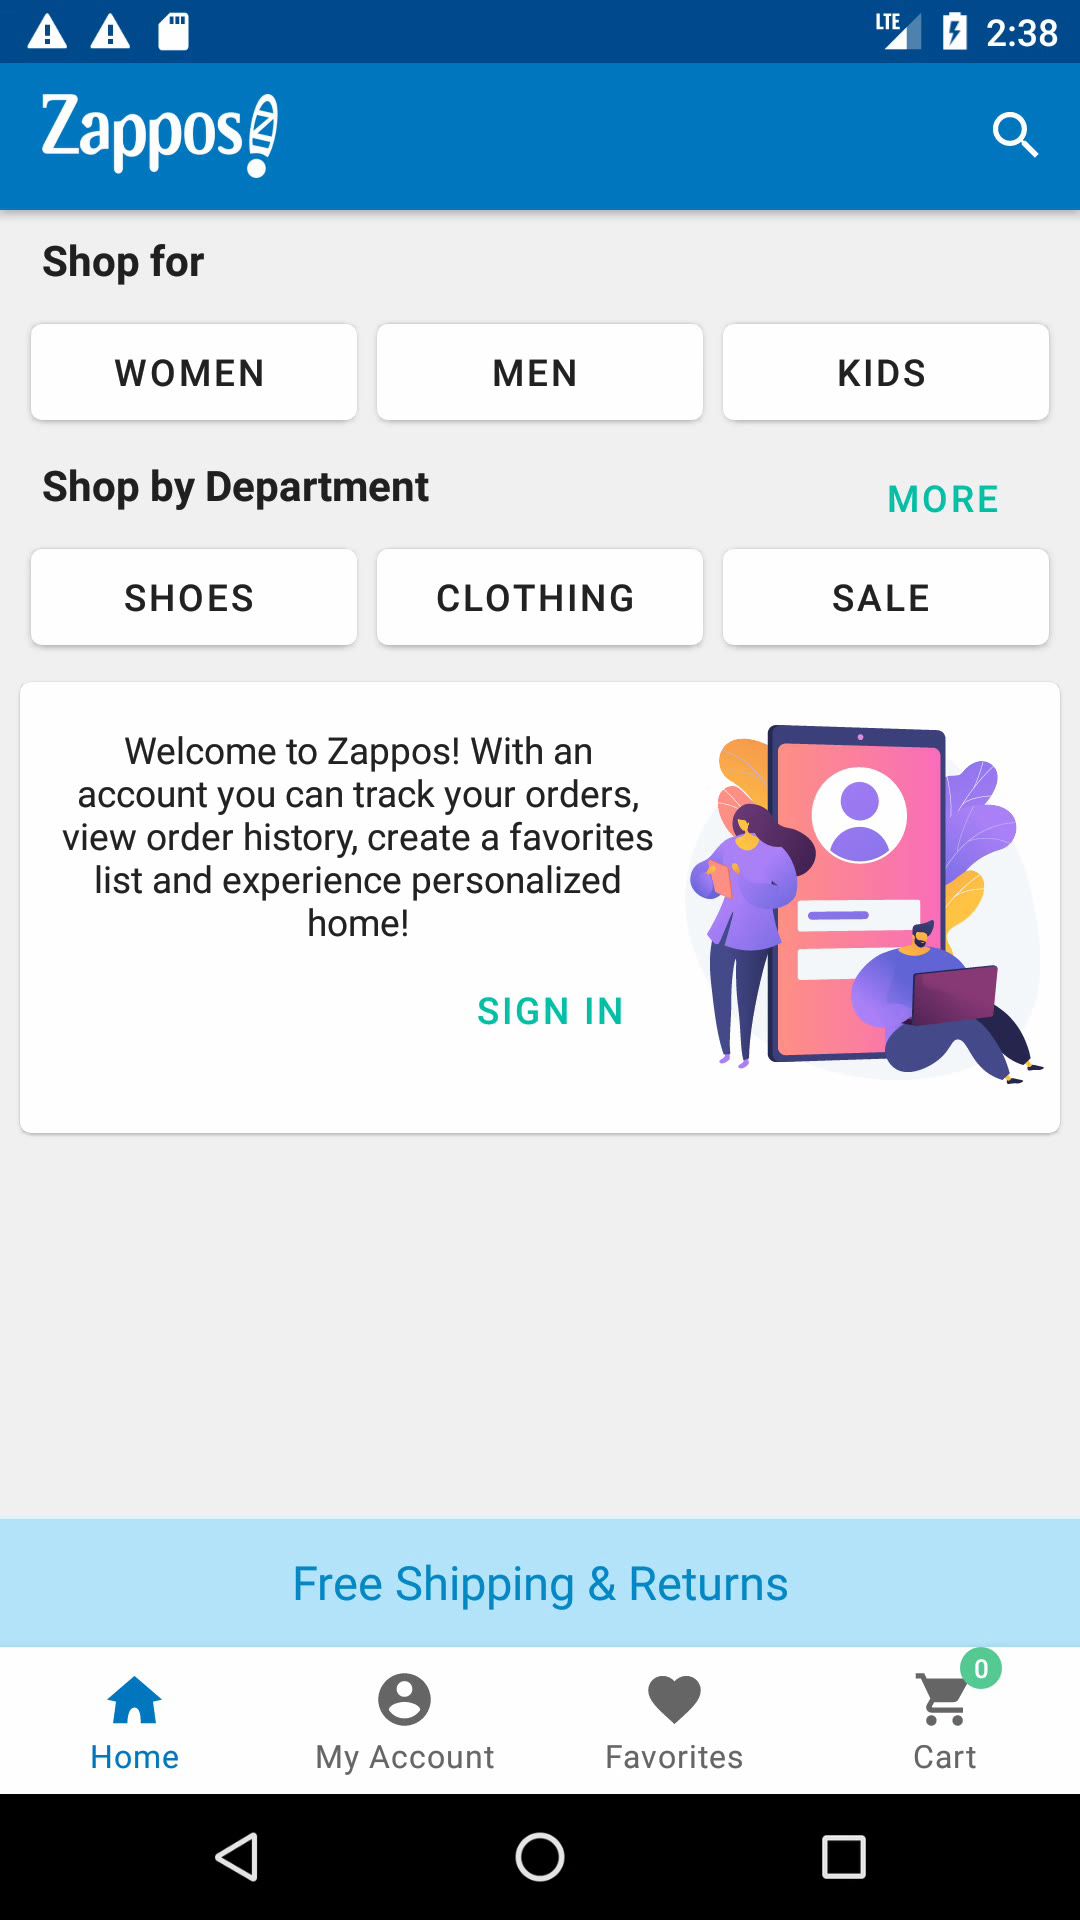 LTE 2:38
Zappos
Shop for
WOMEN MEN KIDS
Shop by Department MORE
SHOES CLOTHING SALE
Welcome to Zappos! With an
account you can track your orders,
view order history, create a favorites
list and experience personalized
home!
SIGN IN
Free Shipping & Returns
0
Home My Account Favorites Cart